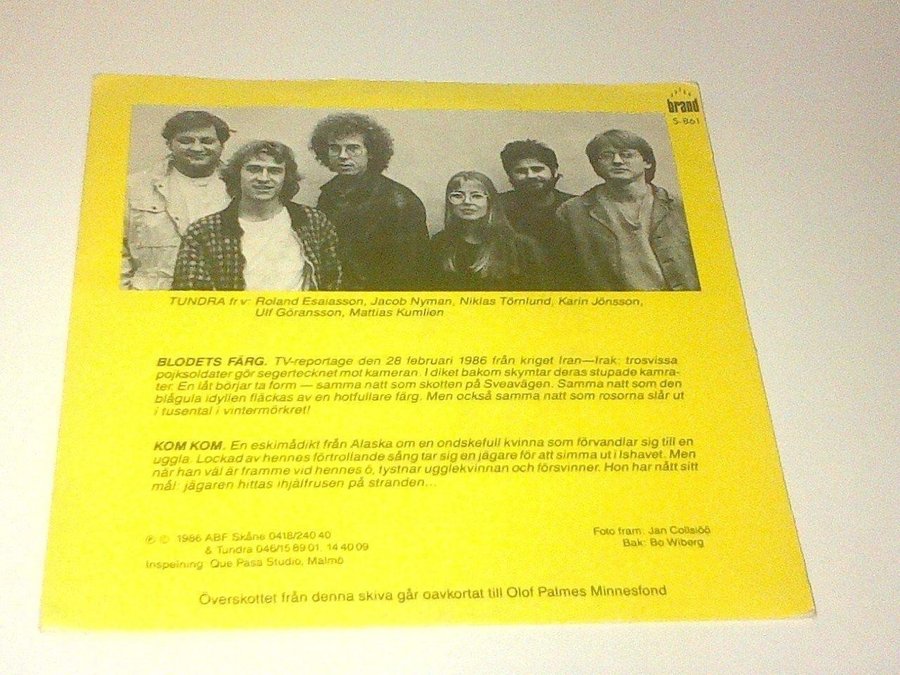 brand
S-861
TUNDRA fr v: Roland Esaiasson, Jacob Nyman, Niklas Törnlund, Karin Jönsson,
Ulf Göransson, Mattias Kumlien
BLODETS FÄRG. TV-reportage den 28 februari 1986 från kriget Iran—Irak: trosvissa
pojksoldater gör segertecknet mot kameran. I diket bakom skymtar deras stupade kamra-
ter. En låt börjar ta form — samma natt som skotten på Sveavägen. Samma natt som den
blågula idyllen fläckas av en hotfullare färg. Men också samma natt som rosorna slår ut
i tusental i vintermörkret!
KOM KOM. En eskimådikt från Alaska om en ondskefull kvinna som förvandlar sig till en
uggla. Lockad av hennes förtrollande sång tar sig en jägare för att simma ut i Ishavet. Men
när han väl är framme vid hennes ö, tystnar ugglekvinnan och försvinner. Hon har nått sitt
mål: jägaren hittas ihjälfrusen på stranden...
℗ © 1986 ABF Skåne 0418/240 40
& Tundra 046/15 89 01, 14 40 09
Inspelning: Que Pasa Studio, Malmö
Foto fram: Jan Collsiöö
Bak: Bo Wiberg
Överskottet från denna skiva går oavkortat till Olof Palmes Minnesfond